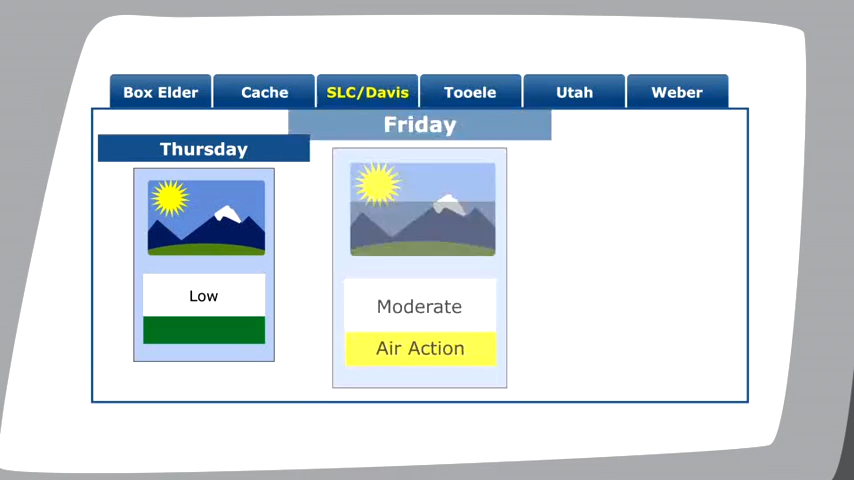 Box Elder Cache SLC/Davis Tooele Utah Weber
Thursday
Low
Friday
Moderate
Air Action